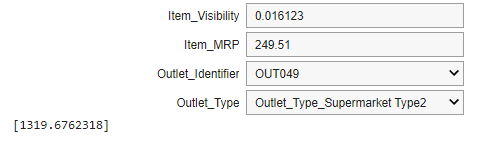 Item_Visibility 0.016123
Item_MRP 249.51
Outlet_Identifier OUT049
Outlet_Type Outlet_Type_Supermarket Type2
[1319.6762318]